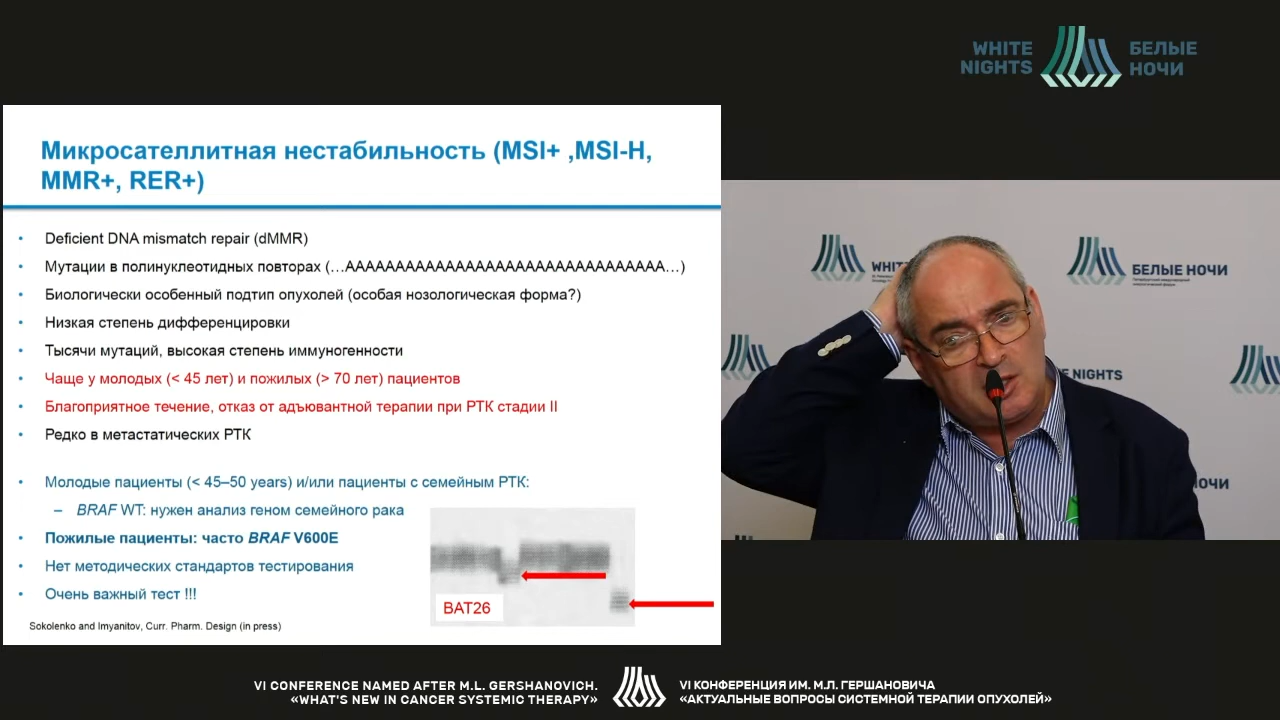 WHITE
NIGHTS
БЕЛЫЕ
НОЧИ
Микросателлитная нестабильность (MSI+ ,MSI-H,
MMR+, RER+)
• Deficient DNA mismatch repair (dMMR)
• Мутации в полинуклеотидных повторах (…AAAAAAAAAAAAAAAAAAAAAAAAAAAAAAAA…)
• Биологически особенный подтип опухолей (особая нозологическая форма?)
• Низкая степень дифференцировки
• Тысячи мутаций, высокая степень иммуногенности
• Чаще у молодых (< 45 лет) и пожилых (> 70 лет) пациентов
• Благоприятное течение, отказ от адъювантной терапии при РТК стадии II
• Редко в метастатических РТК
• Молодые пациенты (< 45–50 years) и/или пациенты с семейным РТК:
– BRAF WT: нужен анализ геном семейного рака
• Пожилые пациенты: часто BRAF V600E
• Нет методических стандартов тестирования
• Очень важный тест !!!
BAT26
Sokolenko and Imyanitov, Curr. Pharm. Design (in press)
БЕЛЫЕ НОЧИ
NIGHTS
VI CONFERENCE NAMED AFTER M.L. GERSHANOVICH.
«WHAT'S NEW IN CANCER SYSTEMIC THERAPY»
VI КОНФЕРЕНЦИЯ ИМ. М.Л. ГЕРШАНОВИЧА
«АКТУАЛЬНЫЕ ВОПРОСЫ СИСТЕМНОЙ ТЕРАПИИ ОПУХОЛЕЙ»